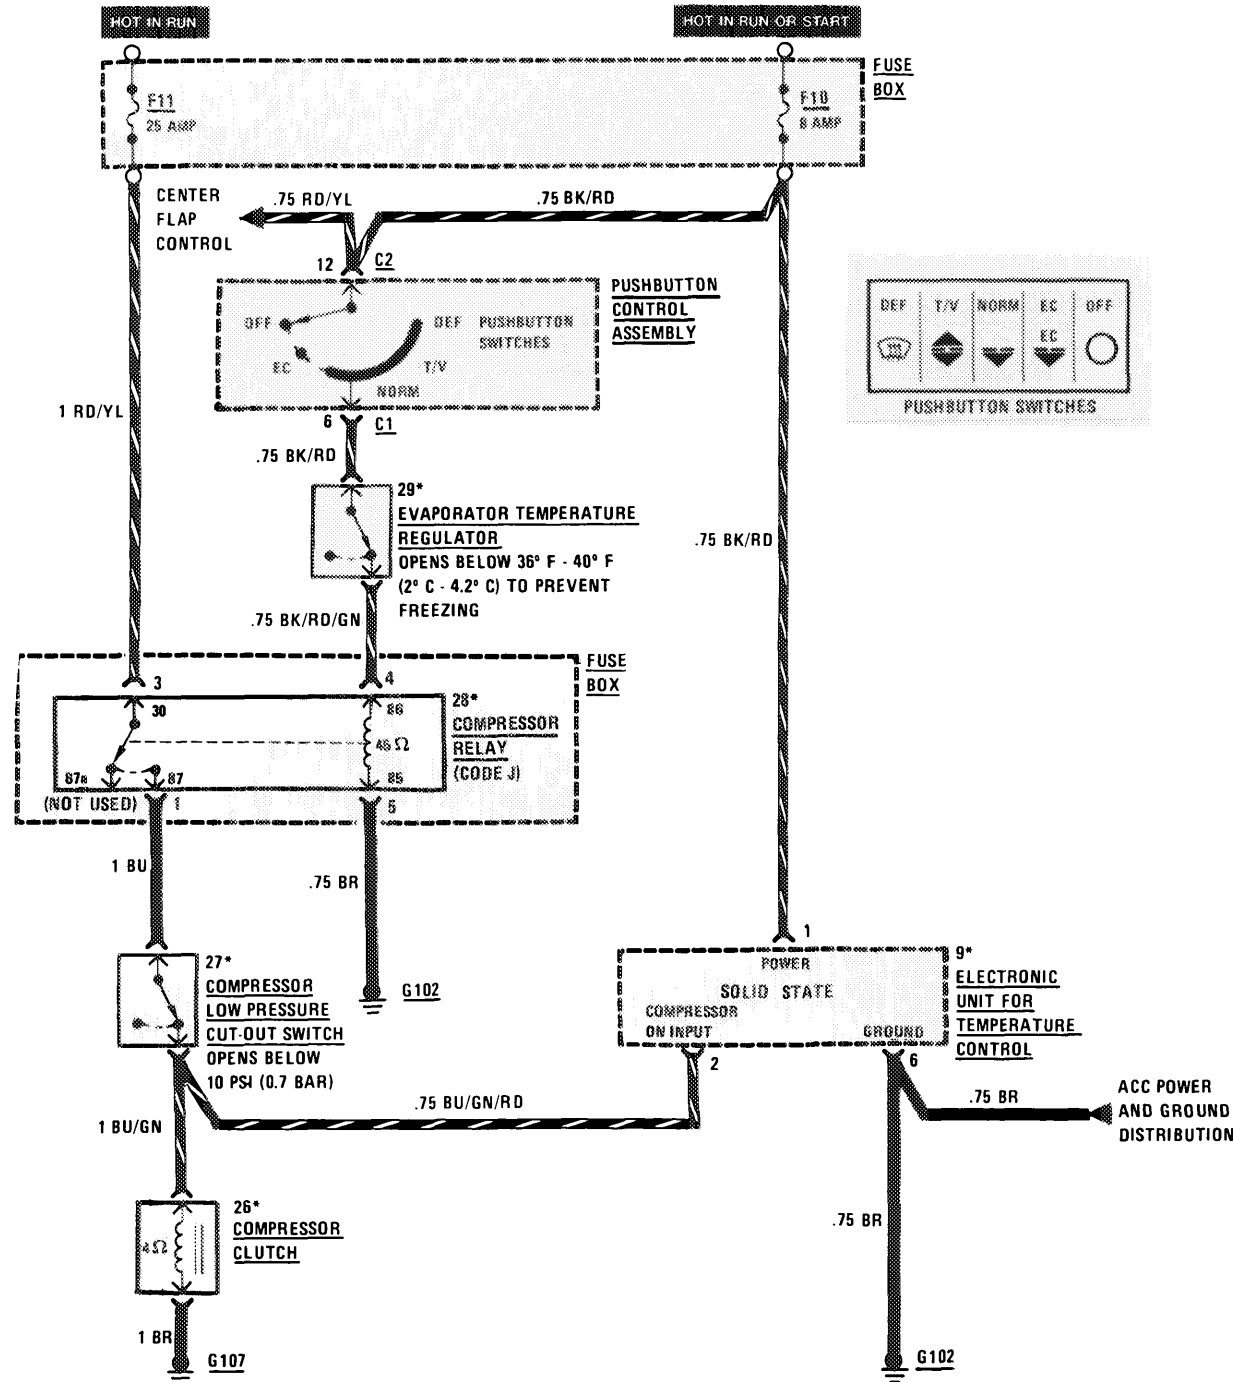 HOT IN RUN
HOT IN RUN OR START
FUSE
BOX
F11
25 AMP
F10
8 AMP
CENTER
FLAP
CONTROL
.75 RD/YL
.75 BK/RD
12
C2
PUSHBUTTON
CONTROL
ASSEMBLY
OFF
DEF
PUSHBUTTON
SWITCHES
EC
T/V
NORM
DEF
T/V
NORM
EC
OFF
EC
PUSHBUTTON SWITCHES
1 RD/YL
6
C1
.75 BK/RD
29*
EVAPORATOR TEMPERATURE
REGULATOR
OPENS BELOW 36° F - 40° F
(2° C - 4.2° C) TO PREVENT
FREEZING
.75 BK/RD
.75 BK/RD/GN
FUSE
BOX
3
4
30
86
28*
COMPRESSOR
RELAY
(CODE J)
45 Ω
87a
87
85
(NOT USED)
1
5
1 BU
.75 BR
G102
27*
COMPRESSOR
LOW PRESSURE
CUT-OUT SWITCH
OPENS BELOW
10 PSI (0.7 BAR)
1
POWER
SOLID STATE
COMPRESSOR
ON INPUT
GROUND
9*
ELECTRONIC
UNIT FOR
TEMPERATURE
CONTROL
2
6
.75 BU/GN/RD
.75 BR
ACC POWER
AND GROUND
DISTRIBUTION
1 BU/GN
26*
COMPRESSOR
CLUTCH
4Ω
.75 BR
1 BR
G107
G102